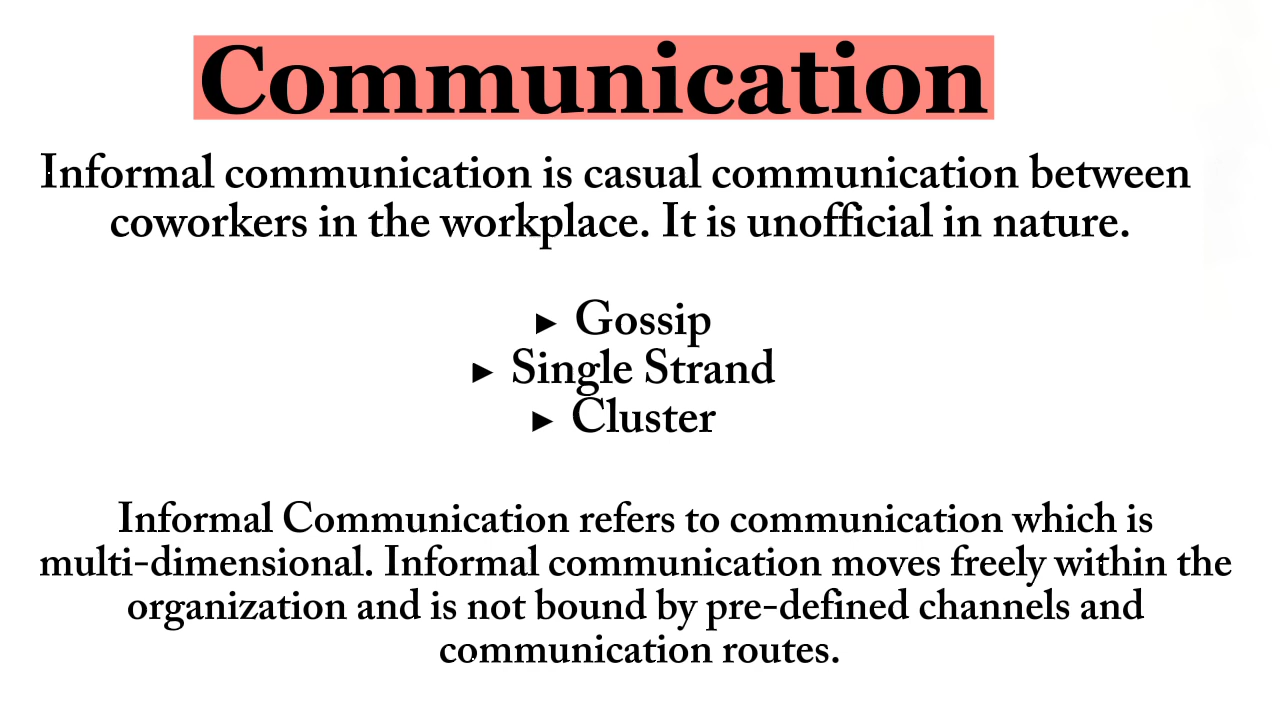 Communication
Informal communication is casual communication between
coworkers in the workplace. It is unofficial in nature.
► Gossip
► Single Strand
► Cluster
Informal Communication refers to communication which is
multi-dimensional. Informal communication moves freely within the
organization and is not bound by pre-defined channels and
communication routes.